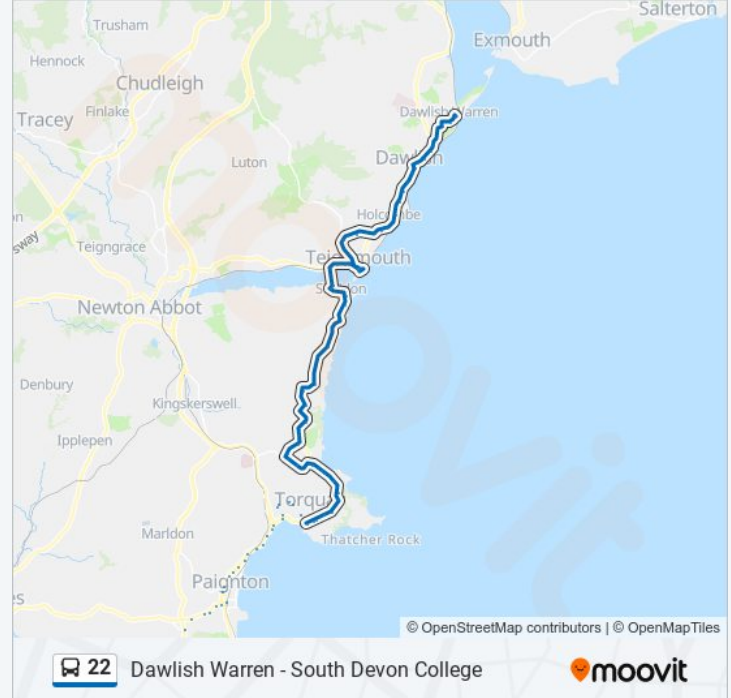 Trusham
Salterton
Exmouth
Hennock
Chudleigh
Tracey
Finlake
Dawlish Warren
Luton
Holcombe
sway
Teigngrace
Newton Abbot
Denbury
Kingskerswell
Ipplepen
Marldon
Thatcher Rock
Paignton
© OpenStreetMap contributors | © OpenMapTiles
22 Dawlish Warren - South Devon College
moovit